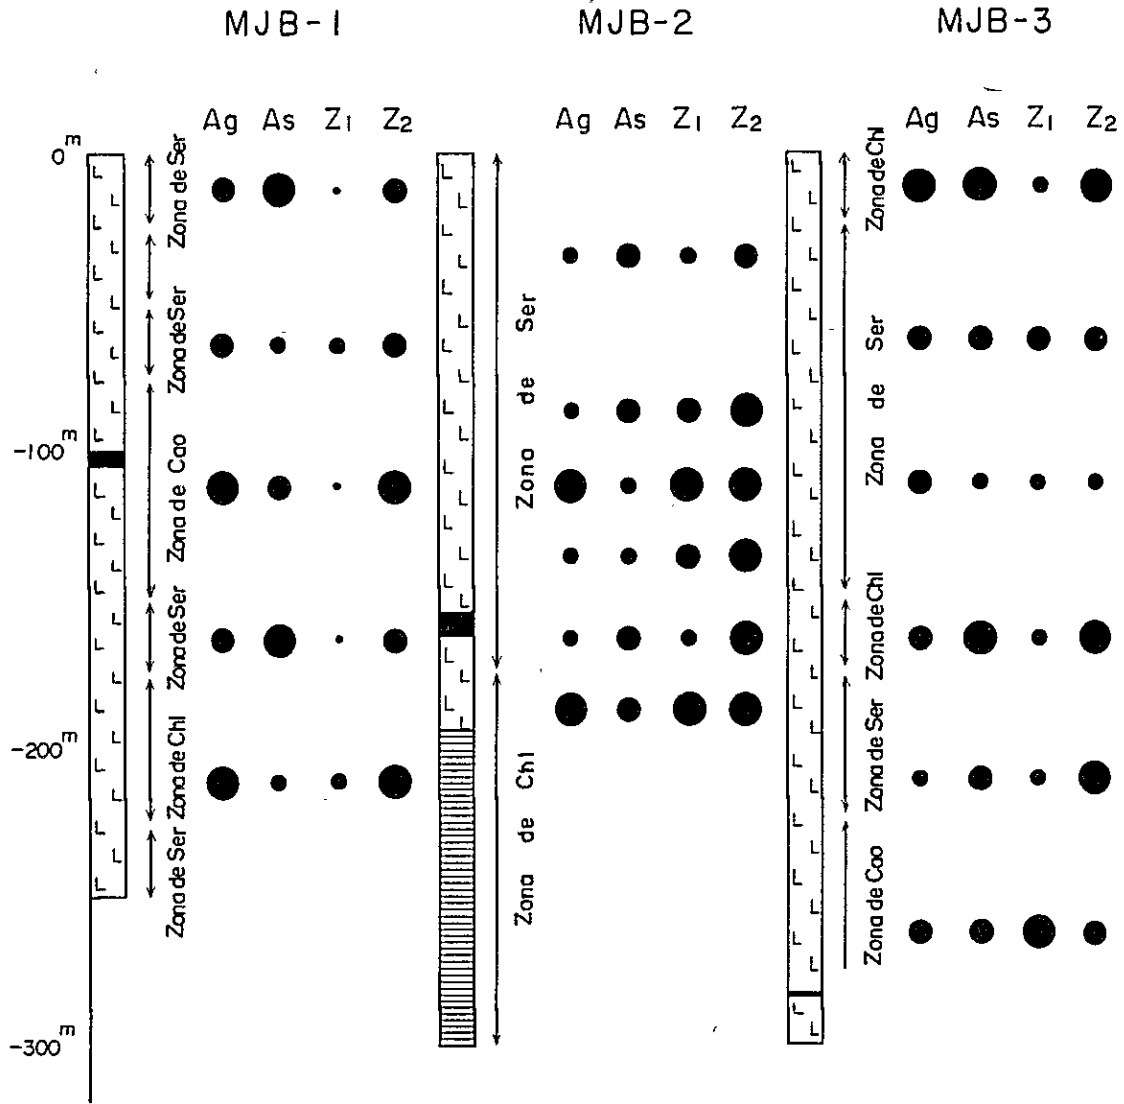 MJB-1
MJB-2
MJB-3
Ag As Z1 Z2
Ag As Z1 Z2
Ag As Z1 Z2
0m
-100m
-200m
-300m
Zona de Ser
Zona de Ser
Zona de Cao
Zona de Ser
Zona de Chl
Zona de Ser
Zona de Ser
Zona de Chl
Zona de Chl
Zona de Ser
Zona de Chl
Zona de Ser
Zona de Cao